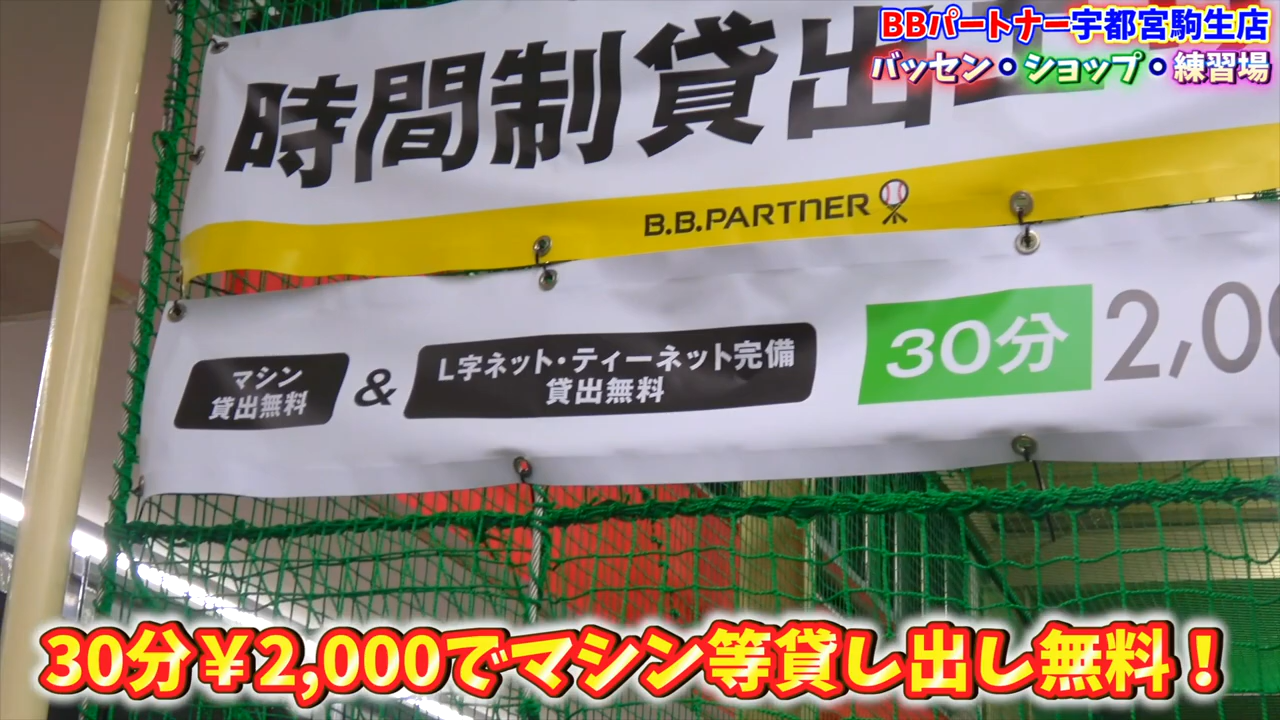 BBパートナー宇都宮駒生店
バッセン・ショップ・練習場
時間制貸出
B.B.PARTNER
マシン
貸出無料
&
L字ネット・ティーネット完備
貸出無料
30分
2,00
30分￥2,000でマシン等貸し出し無料！